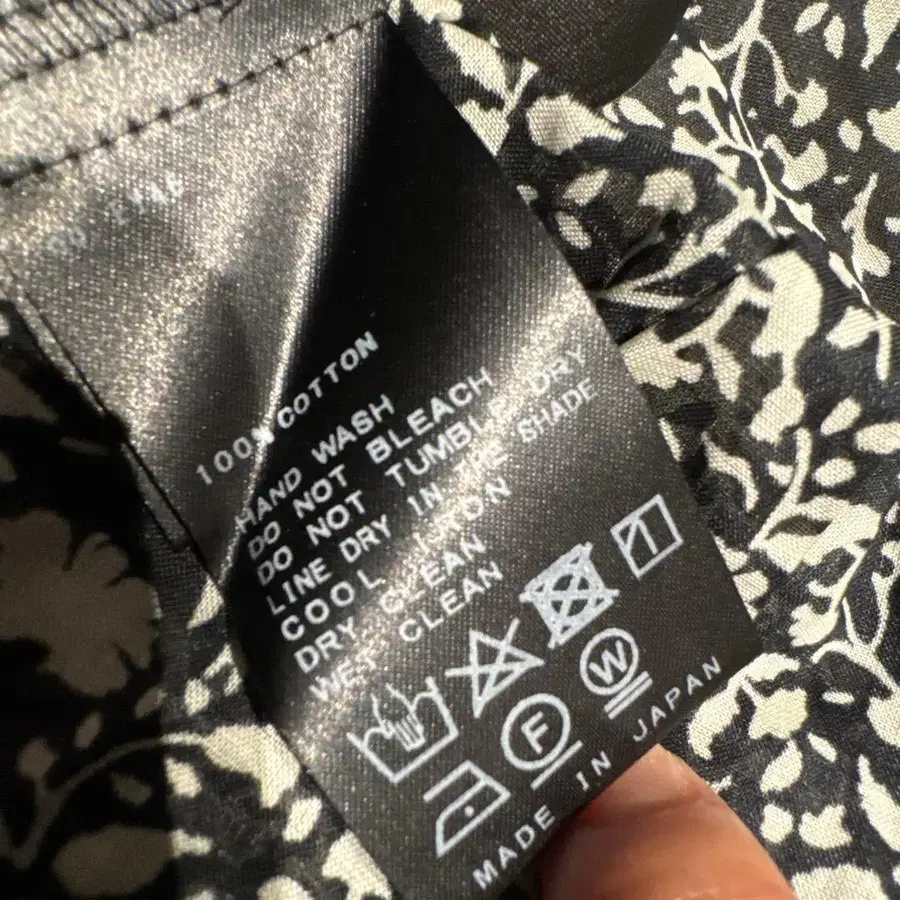 100% COTTON
HAND WASH
DO NOT BLEACH
DO NOT TUMBLE DRY
LINE DRY IN THE SHADE
COOL IRON
DRY CLEAN
WET CLEAN
W
F
MADE IN JAPAN